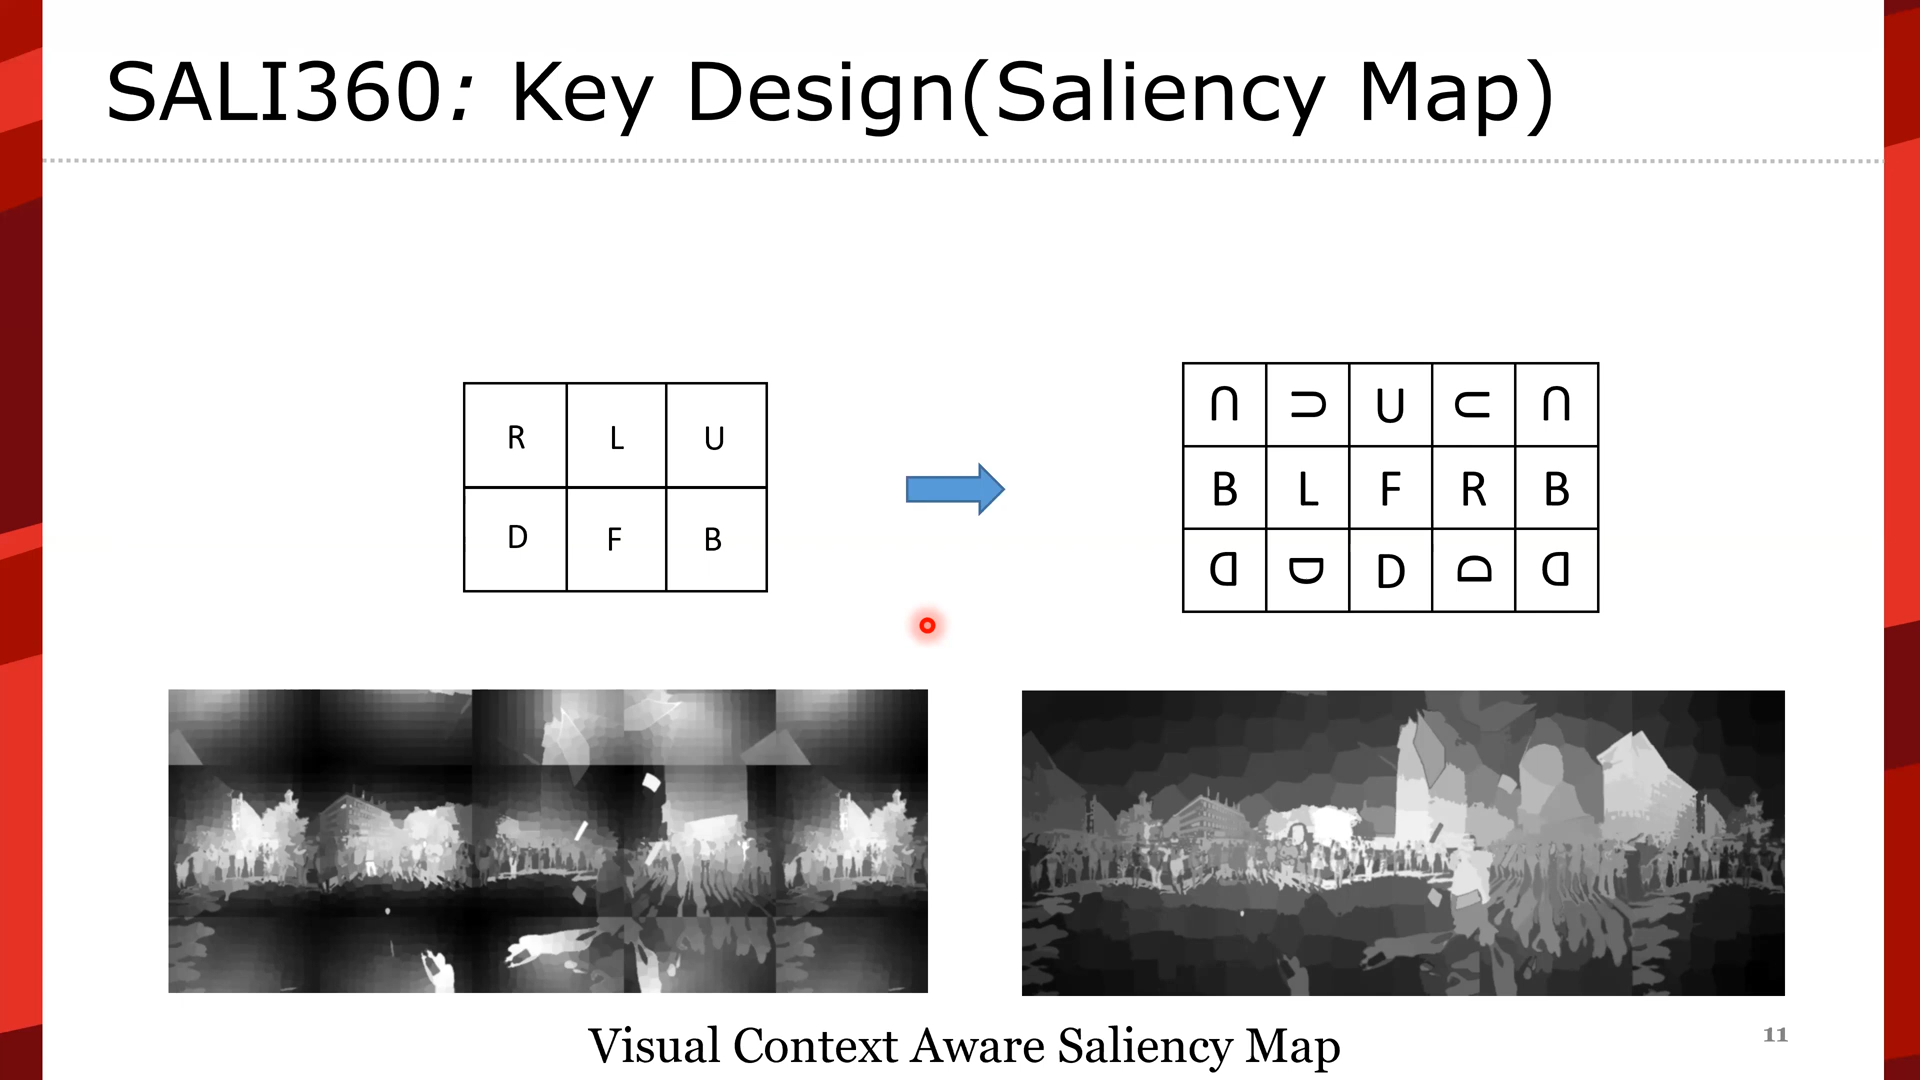 SALI360: Key Design(Saliency Map)
R L U
D F B
U U U U U
B L F R B
D D D D D
Visual Context Aware Saliency Map
11